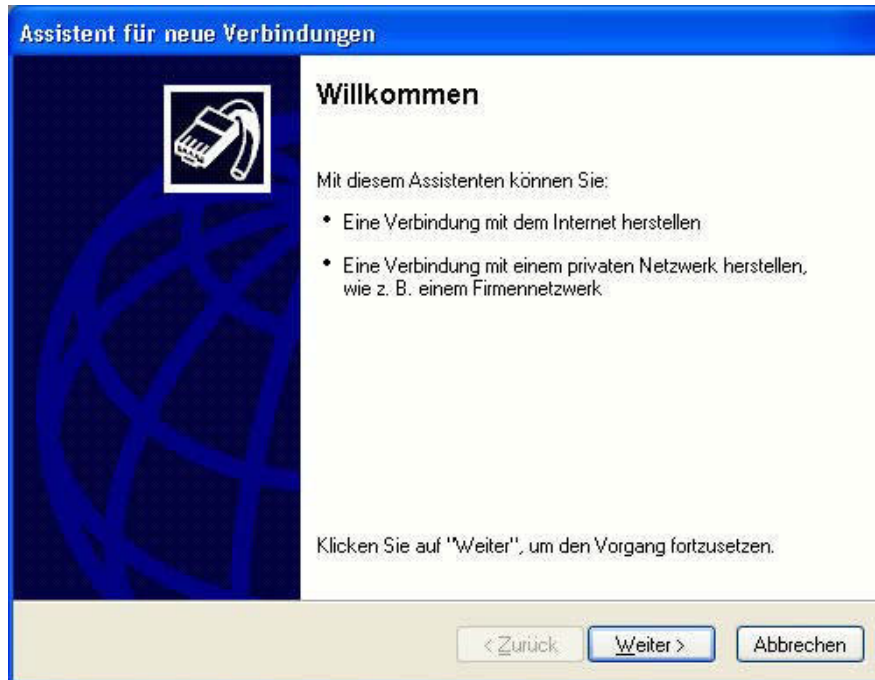 Assistent für neue Verbindungen
Willkommen
Mit diesem Assistenten können Sie:
• Eine Verbindung mit dem Internet herstellen
• Eine Verbindung mit einem privaten Netzwerk herstellen,
wie z. B. einem Firmennetzwerk
Klicken Sie auf "Weiter", um den Vorgang fortzusetzen.
< Zurück
Weiter >
Abbrechen